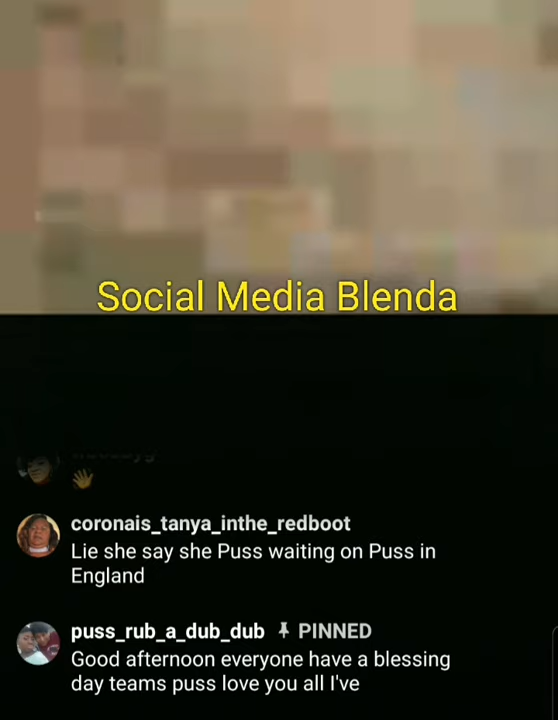 Social Media Blenda
👋
coronais_tanya_inthe_redboot
Lie she say she Puss waiting on Puss in
England
puss_rub_a_dub_dub PINNED
Good afternoon everyone have a blessing
day teams puss love you all I've